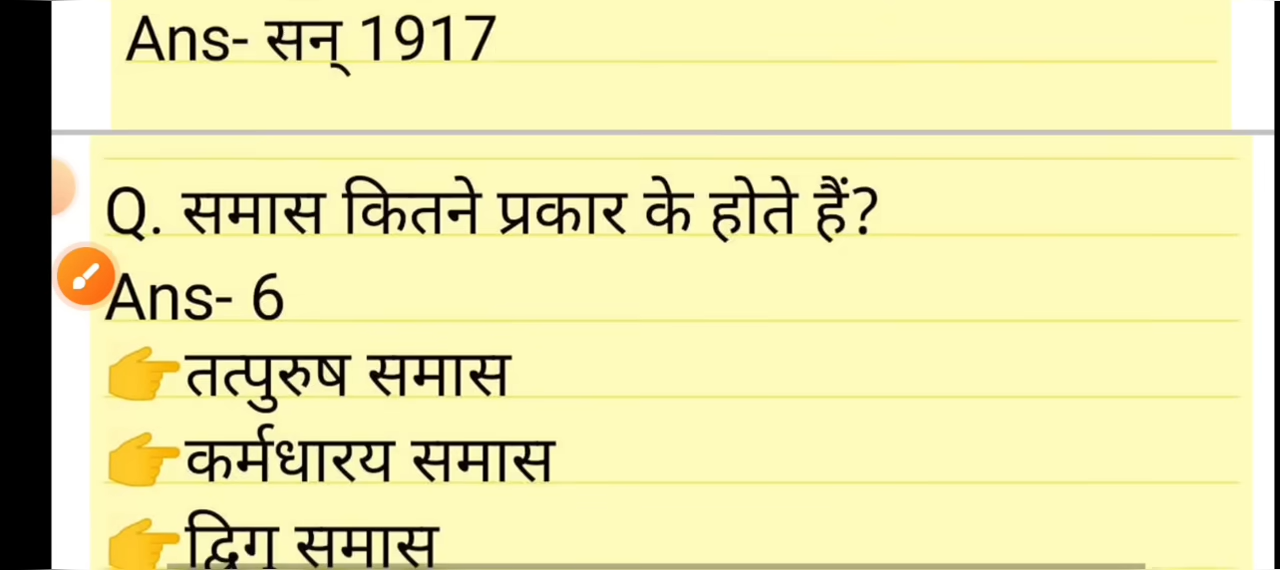 Ans- सन् 1917
Q. समास कितने प्रकार के होते हैं?
Ans- 6
👉तत्पुरुष समास
👉कर्मधारय समास
👉द्विगु समास